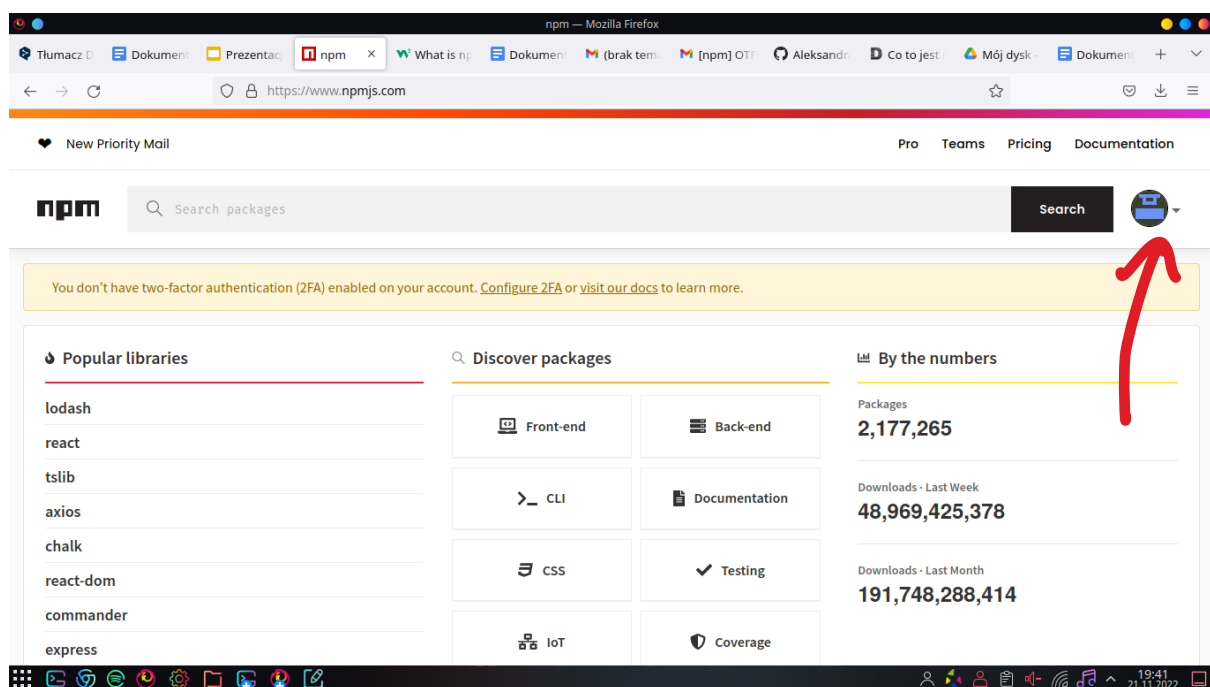 npm — Mozilla Firefox
Tłumacz D
Dokument
Prezentac
npm
What is np
Dokumen
(brak tema
[npm] OTP
Aleksandr
Co to jest
Mój dysk -
Dokument
https://www.npmjs.com
New Priority Mail
Pro Teams Pricing Documentation
npm
Search packages
Search
You don't have two-factor authentication (2FA) enabled on your account. Configure 2FA or visit our docs to learn more.
Popular libraries
lodash
react
tslib
axios
chalk
react-dom
commander
express
Discover packages
Front-end
Back-end
CLI
Documentation
CSS
Testing
IoT
Coverage
By the numbers
Packages
2,177,265
Downloads · Last Week
48,969,425,378
Downloads · Last Month
191,748,288,414
19:41
21.11.2022